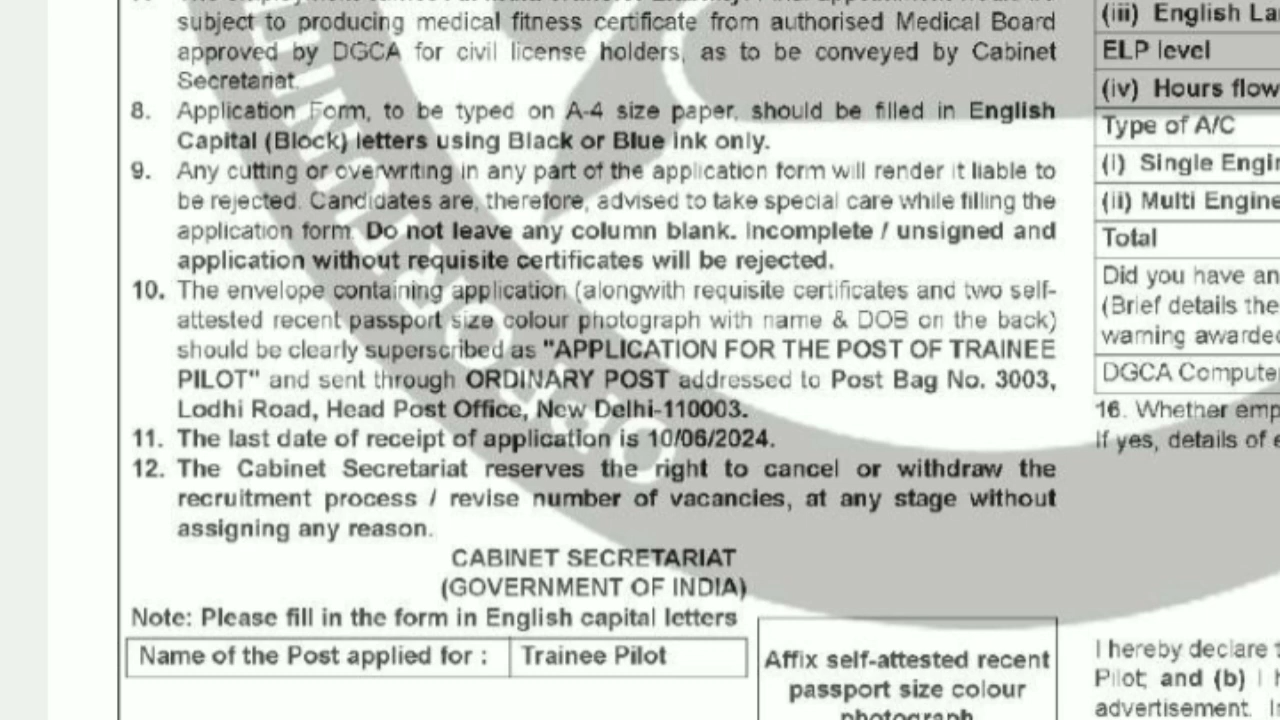 subject to producing medical fitness certificate from authorised Medical Board
approved by DGCA for civil license holders, as to be conveyed by Cabinet
Secretariat.
8. Application Form, to be typed on A-4 size paper, should be filled in English
Capital (Block) letters using Black or Blue ink only.
9. Any cutting or overwriting in any part of the application form will render it liable to
be rejected. Candidates are, therefore, advised to take special care while filling the
application form. Do not leave any column blank. Incomplete / unsigned and
application without requisite certificates will be rejected.
10. The envelope containing application (alongwith requisite certificates and two self-
attested recent passport size colour photograph with name & DOB on the back)
should be clearly superscribed as "APPLICATION FOR THE POST OF TRAINEE
PILOT" and sent through ORDINARY POST addressed to Post Bag No. 3003,
Lodhi Road, Head Post Office, New Delhi-110003.
11. The last date of receipt of application is 10/06/2024.
12. The Cabinet Secretariat reserves the right to cancel or withdraw the
recruitment process / revise number of vacancies, at any stage without
assigning any reason.
CABINET SECRETARIAT
(GOVERNMENT OF INDIA)
Note: Please fill in the form in English capital letters
Name of the Post applied for : Trainee Pilot
Affix self-attested recent
passport size colour
photograph
(iii) English La
ELP level
(iv) Hours flow
Type of A/C
(i) Single Engin
(ii) Multi Engine
Total
Did you have an
(Brief details the
warning awarded
DGCA Computer
16. Whether emp
If yes, details of e
I hereby declare t
Pilot; and (b) I h
advertisement. I